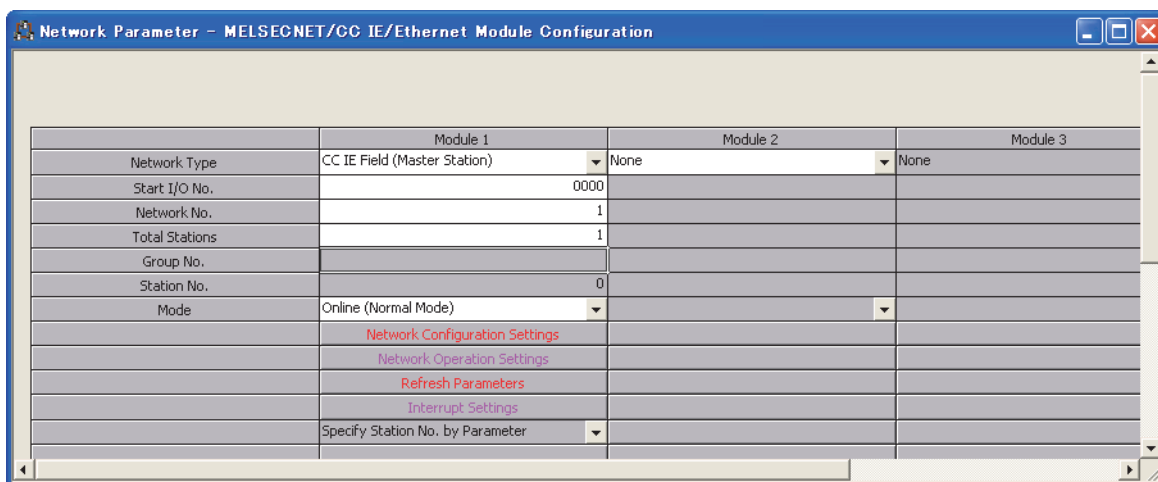 Network Parameter - MELSECNET/CC IE/Ethernet Module Configuration
Module 1 Module 2 Module 3
Network Type CC IE Field (Master Station) None None
Start I/O No. 0000
Network No. 1
Total Stations 1
Group No.
Station No. 0
Mode Online (Normal Mode)
Network Configuration Settings
Network Operation Settings
Refresh Parameters
Interrupt Settings
Specify Station No. by Parameter